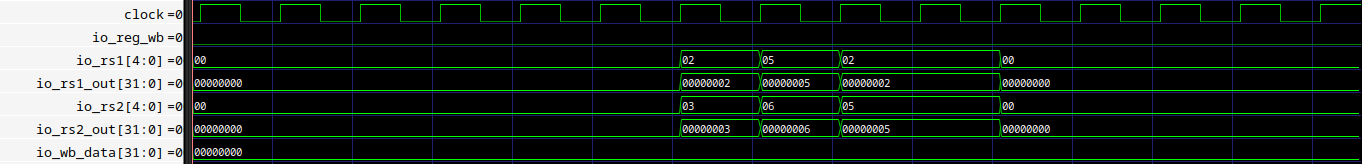 clock=0
io_reg_wb=0
io_rs1[4:0]=0 00 02 05 02 00
io_rs1_out[31:0]=0 00000000 00000002 00000005 00000002 00000000
io_rs2[4:0]=0 00 03 06 05 00
io_rs2_out[31:0]=0 00000000 00000003 00000006 00000005 00000000
io_wb_data[31:0]=0 00000000